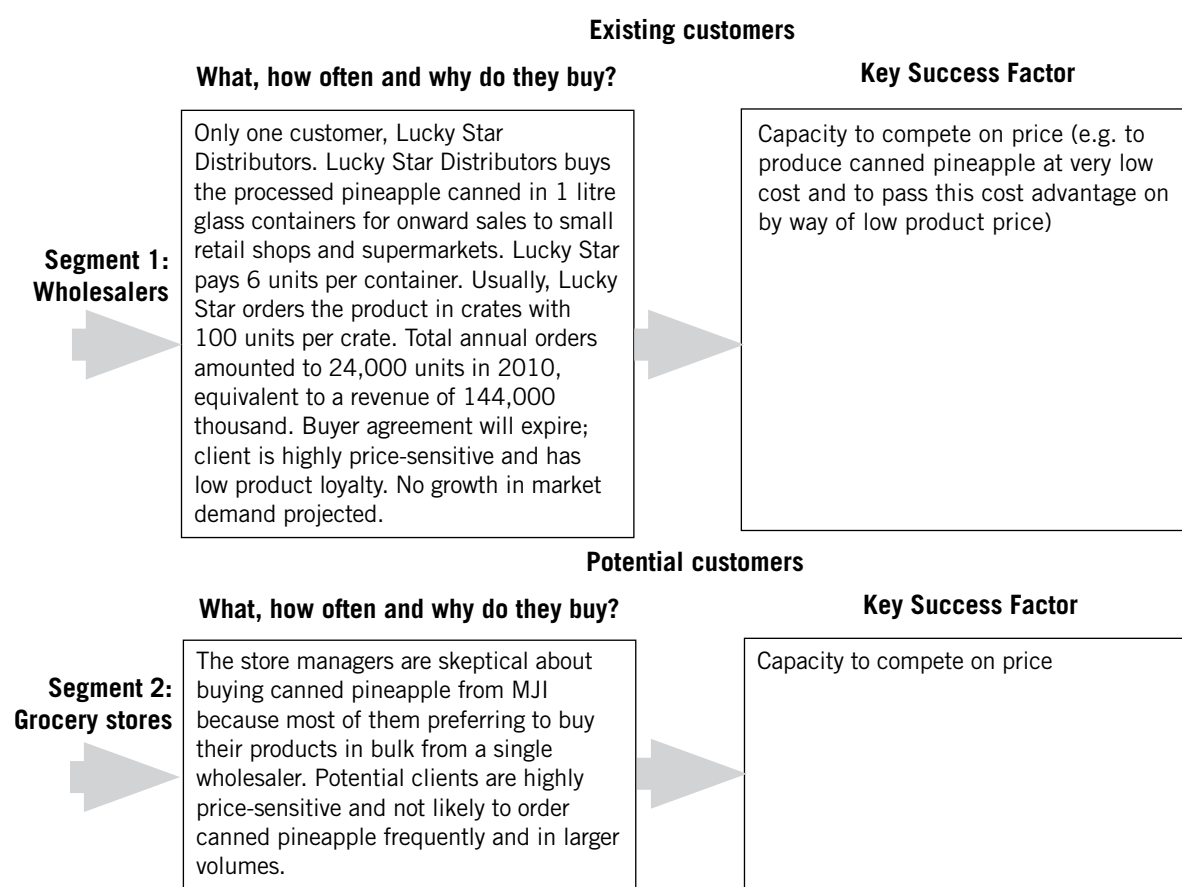 Existing customers
What, how often and why do they buy?
Key Success Factor
Segment 1:
Wholesalers
Only one customer, Lucky Star
Distributors. Lucky Star Distributors buys
the processed pineapple canned in 1 litre
glass containers for onward sales to small
retail shops and supermarkets. Lucky Star
pays 6 units per container. Usually, Lucky
Star orders the product in crates with
100 units per crate. Total annual orders
amounted to 24,000 units in 2010,
equivalent to a revenue of 144,000
thousand. Buyer agreement will expire;
client is highly price-sensitive and has
low product loyalty. No growth in market
demand projected.
Capacity to compete on price (e.g. to
produce canned pineapple at very low
cost and to pass this cost advantage on
by way of low product price)
Potential customers
What, how often and why do they buy?
Key Success Factor
Segment 2:
Grocery stores
The store managers are skeptical about
buying canned pineapple from MJI
because most of them preferring to buy
their products in bulk from a single
wholesaler. Potential clients are highly
price-sensitive and not likely to order
canned pineapple frequently and in larger
volumes.
Capacity to compete on price